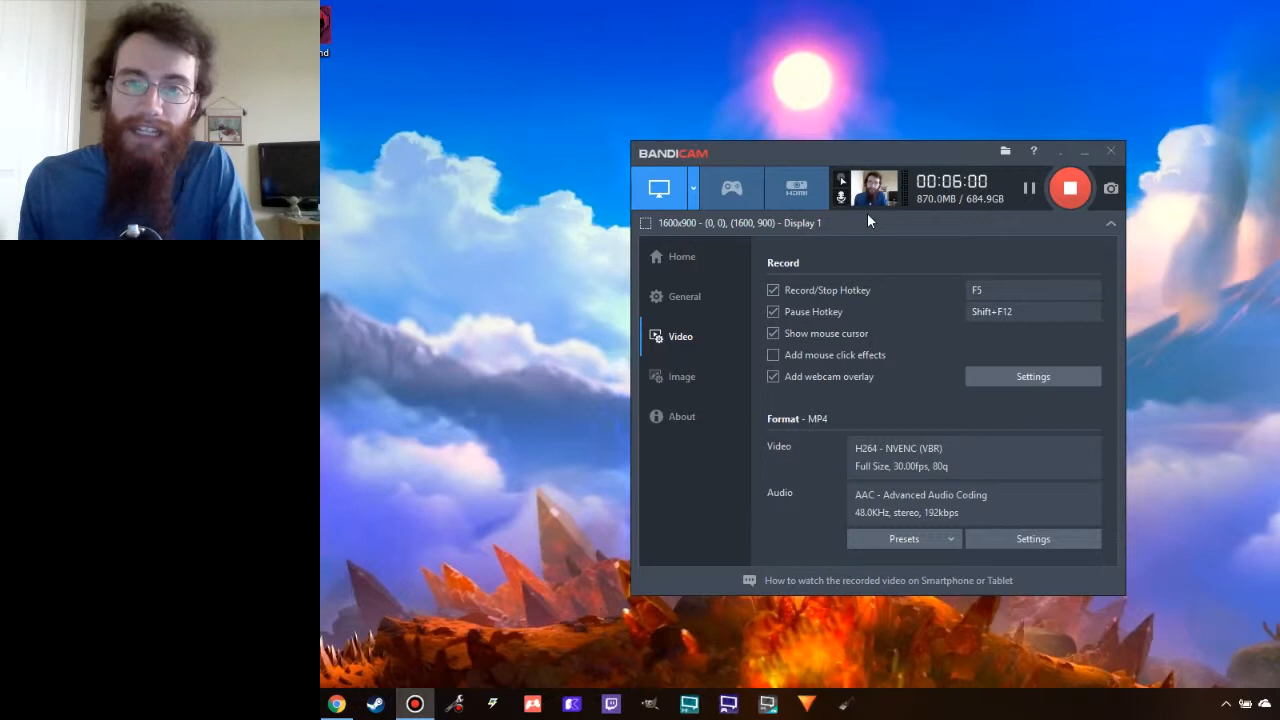 nd
BANDICAM
?
HDMI
00:06:00
870.0MB / 684.9GB
1600x900 - (0, 0), (1600, 900) - Display 1
Home
General
Video
Image
About
Record
Record/Stop Hotkey
F5
Pause Hotkey
Shift+F12
Show mouse cursor
Add mouse click effects
Add webcam overlay
Settings
Format - MP4
Video
H264 - NVENC (VBR)
Full Size, 30.00fps, 80q
Audio
AAC - Advanced Audio Coding
48.0KHz, stereo, 192kbps
Presets
Settings
How to watch the recorded video on Smartphone or Tablet